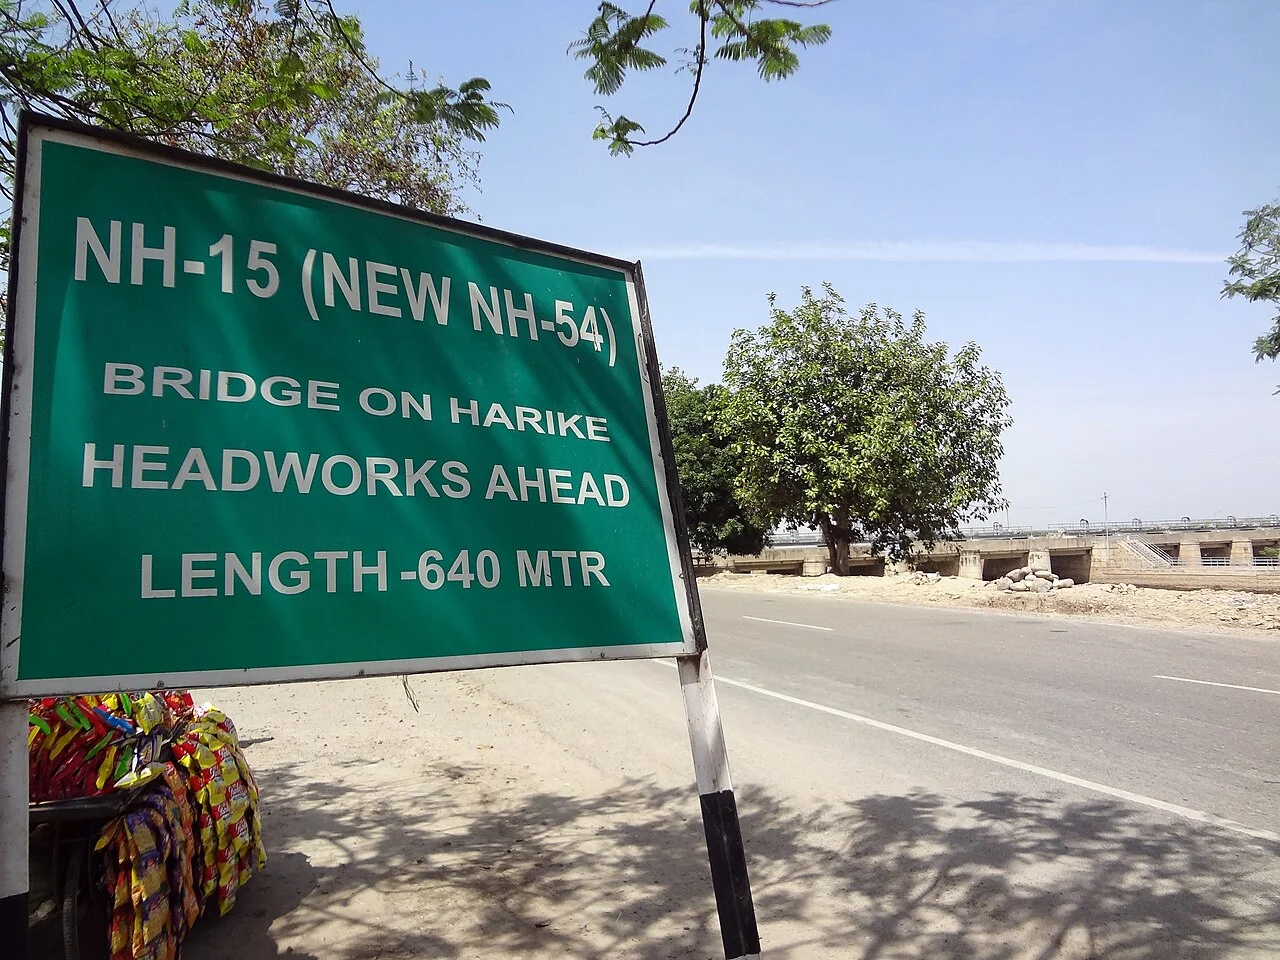 NH-15 (NEW NH-54)
BRIDGE ON HARIKE
HEADWORKS AHEAD
LENGTH -640 MTR